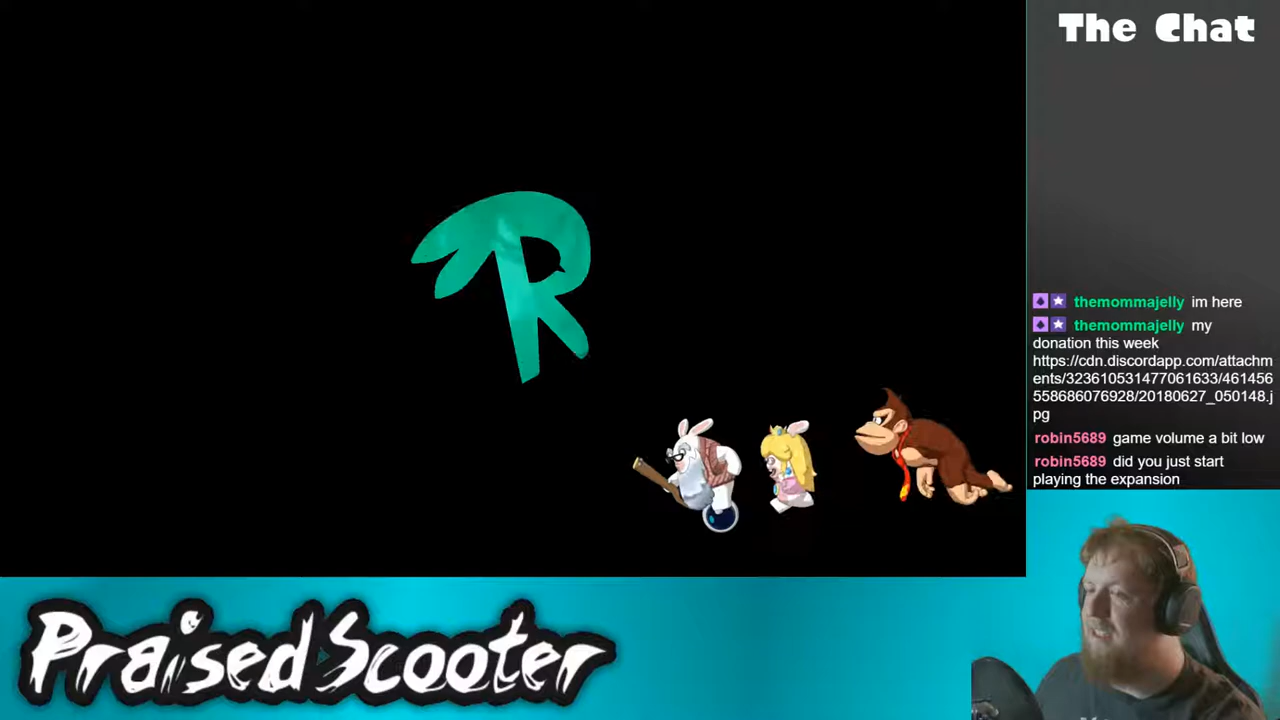 The Chat
R
themommajelly im here
themommajelly my
donation this week
https://cdn.discordapp.com/attachm
ents/323610531477061633/461456
558686076928/20180627_050148.j
pg
robin5689 game volume a bit low
robin5689 did you just start
playing the expansion
PraisedScooter